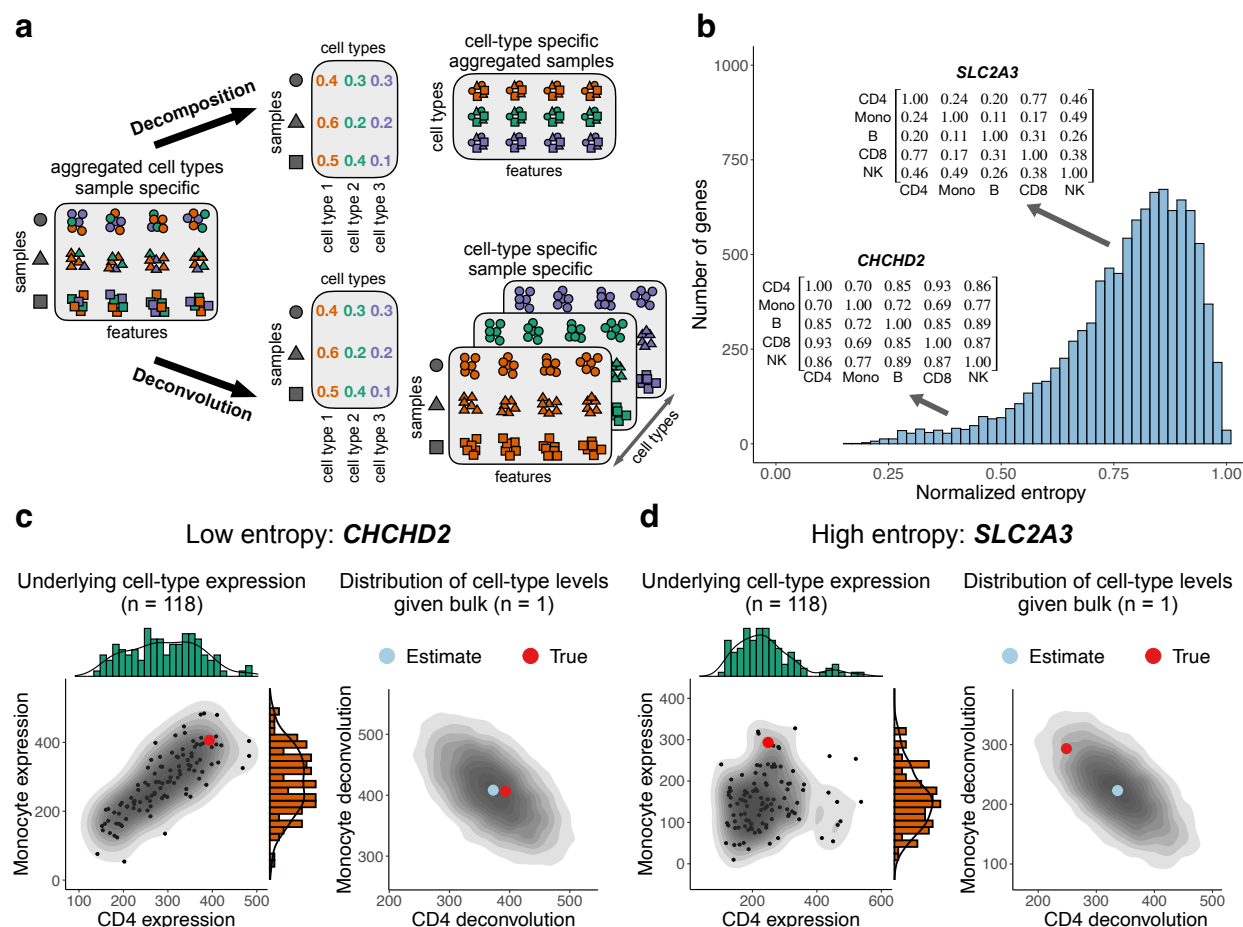 a
cell types
0.4 0.3 0.3
0.6 0.2 0.2
0.5 0.4 0.1
samples
cell type 1
cell type 2
cell type 3
Decomposition
cell-type specific
aggregated samples
cell types
features
aggregated cell types
sample specific
samples
features
Deconvolution
cell types
0.4 0.3 0.3
0.6 0.2 0.2
0.5 0.4 0.1
samples
cell type 1
cell type 2
cell type 3
cell-type specific
sample specific
samples
features
cell types
b
Number of genes
1000
750
500
250
0
0.00 0.25 0.50 0.75 1.00
Normalized entropy
SLC2A3
CD4 1.00 0.24 0.20 0.77 0.46
Mono 0.24 1.00 0.11 0.17 0.49
B 0.20 0.11 1.00 0.31 0.26
CD8 0.77 0.17 0.31 1.00 0.38
NK 0.46 0.49 0.26 0.38 1.00
CD4 Mono B CD8 NK
CHCHD2
CD4 1.00 0.70 0.85 0.93 0.86
Mono 0.70 1.00 0.72 0.69 0.77
B 0.85 0.72 1.00 0.85 0.89
CD8 0.93 0.69 0.85 1.00 0.87
NK 0.86 0.77 0.89 0.87 1.00
CD4 Mono B CD8 NK
c
Low entropy: CHCHD2
Underlying cell-type expression
(n = 118)
Monocyte expression
400
200
0
100 200 300 400 500
CD4 expression
Distribution of cell-type levels
given bulk (n = 1)
Estimate True
Monocyte deconvolution
500
400
300
200 300 400 500
CD4 deconvolution
d
High entropy: SLC2A3
Underlying cell-type expression
(n = 118)
Monocyte expression
400
300
200
100
0
200 400 600
CD4 expression
Distribution of cell-type levels
given bulk (n = 1)
Estimate True
Monocyte deconvolution
300
200
100
200 300 400 500
CD4 deconvolution